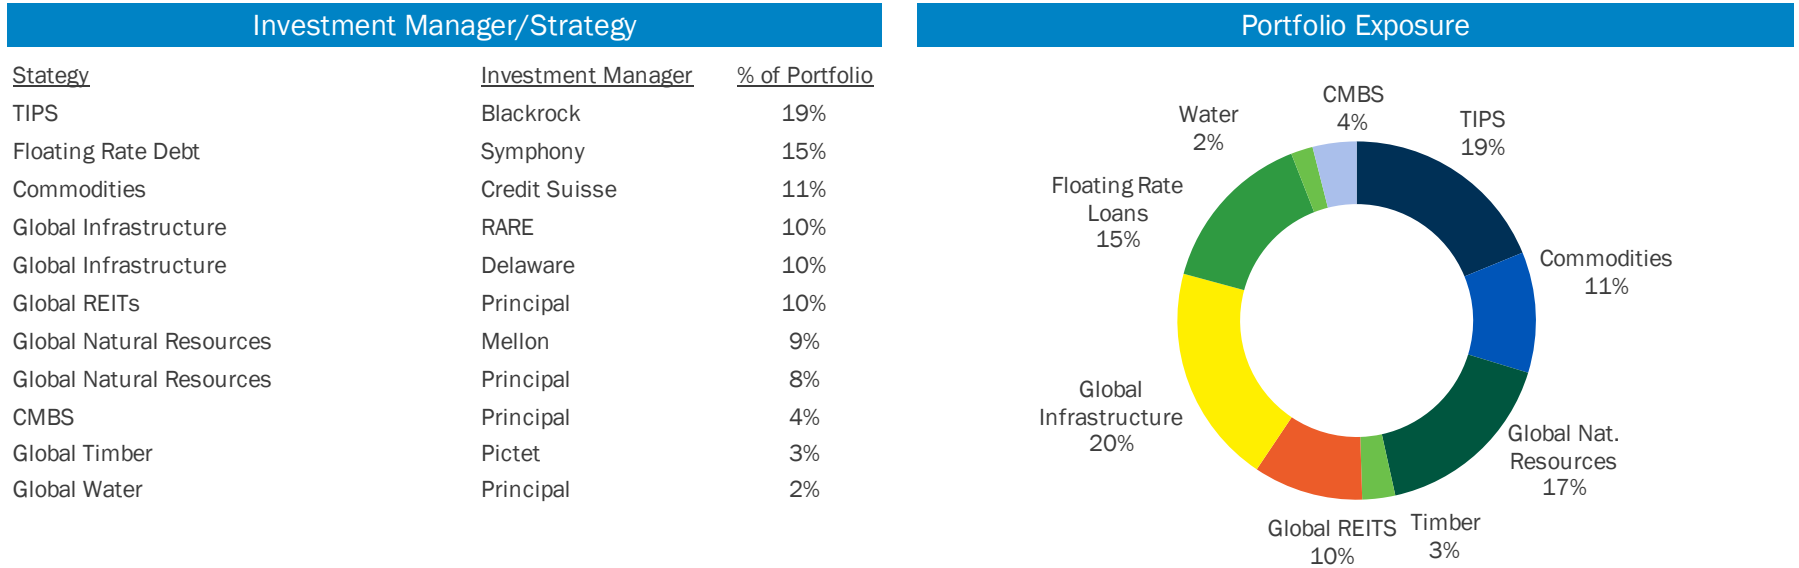 Investment Manager/Strategy
Stategy Investment Manager % of Portfolio
TIPS Blackrock 19%
Floating Rate Debt Symphony 15%
Commodities Credit Suisse 11%
Global Infrastructure RARE 10%
Global Infrastructure Delaware 10%
Global REITs Principal 10%
Global Natural Resources Mellon 9%
Global Natural Resources Principal 8%
CMBS Principal 4%
Global Timber Pictet 3%
Global Water Principal 2%
Portfolio Exposure
CMBS
4%
TIPS
19%
Commodities
11%
Global Nat.
Resources
17%
Timber
3%
Global REITS
10%
Global
Infrastructure
20%
Floating Rate
Loans
15%
Water
2%